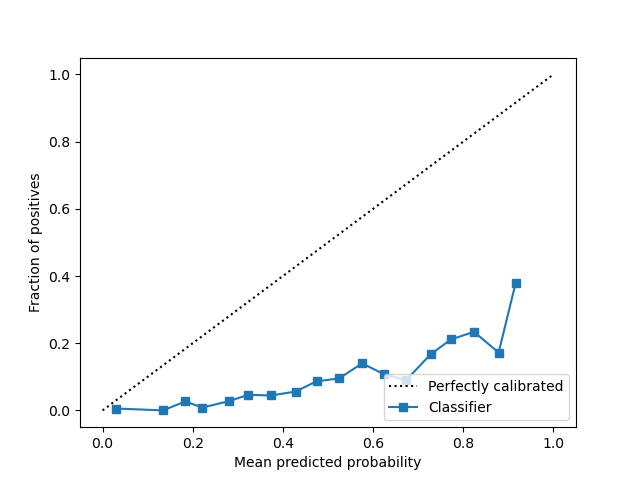 1.0
0.8
0.6
0.4
0.2
0.0
Fraction of positives
0.0 0.2 0.4 0.6 0.8 1.0
Mean predicted probability
Perfectly calibrated
Classifier